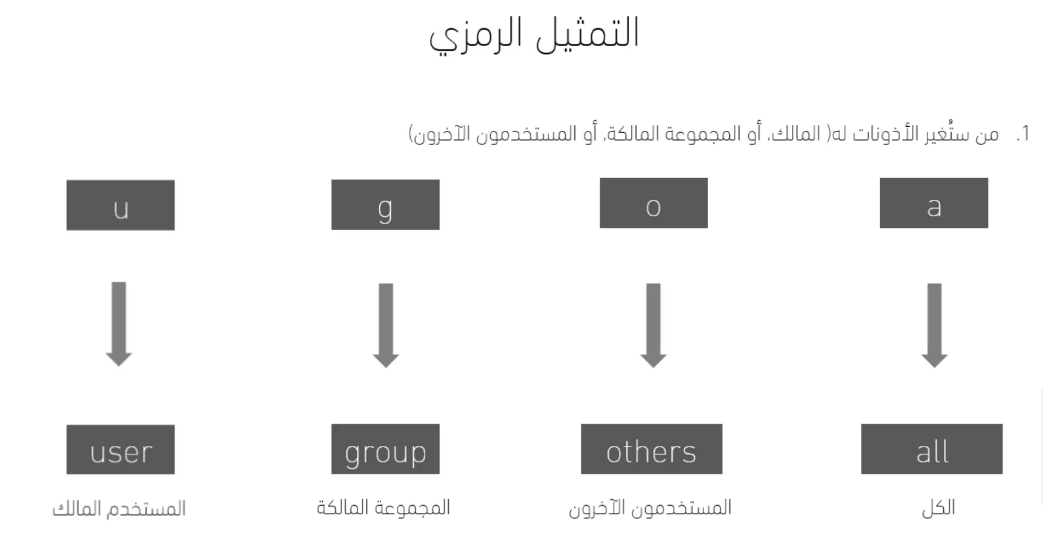 التمثيل الرمزي
1. من ستُغير الأذونات له( المالك، أو المجموعة المالكة، أو المستخدمون الآخرون)
u g o a
user group others all
المستخدم المالك المجموعة المالكة المستخدمون الآخرون الكل